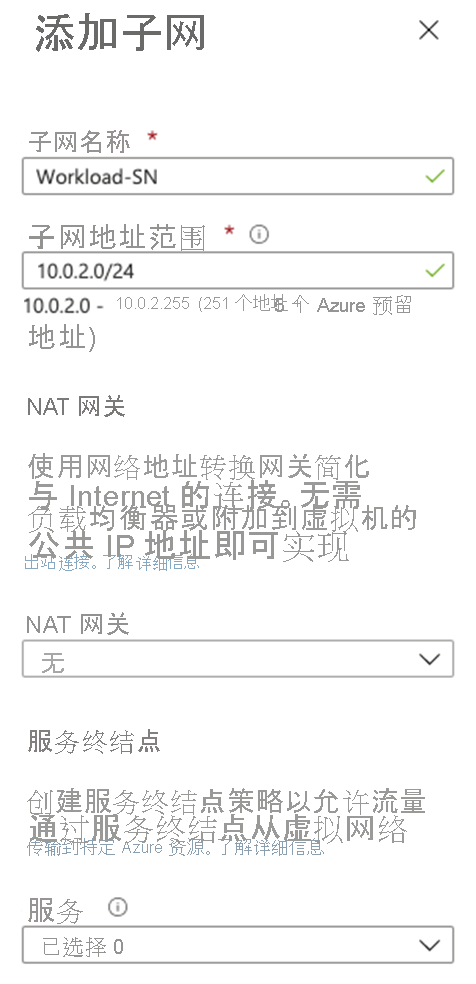 添加子网
子网名称 *
Workload-SN
子网地址范围 *
10.0.2.0/24
10.0.2.0 - 10.0.2.255 (251 个地址 + 5 个 Azure 预留
地址)
NAT 网关
使用网络地址转换网关简化
与 Internet 的连接。无需
负载均衡器或附加到虚拟机的
公共 IP 地址即可实现
出站连接。了解详细信息
NAT 网关
无
服务终结点
创建服务终结点策略以允许流量
通过服务终结点从虚拟网络
传输到特定 Azure 资源。了解详细信息
服务
已选择 0